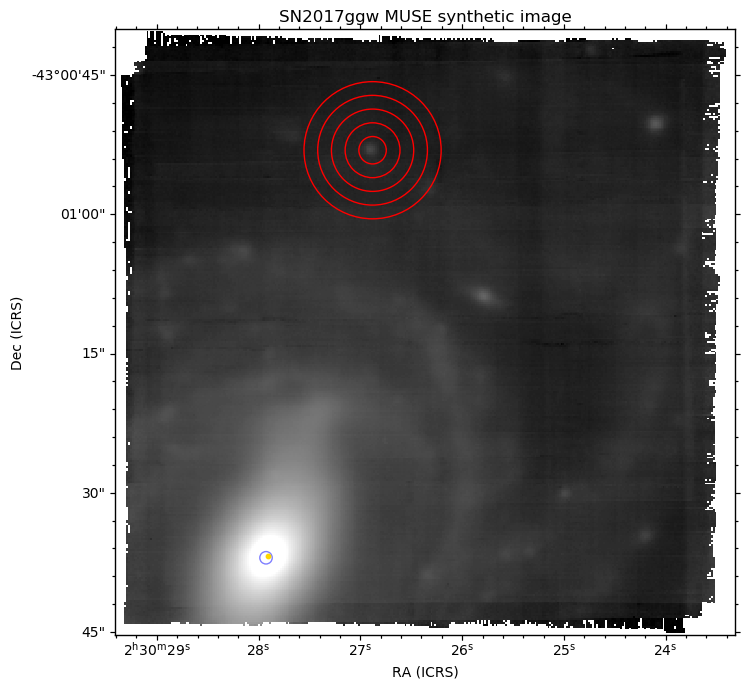 SN2017ggw MUSE synthetic image
-43°00'45"
01'00"
15"
30"
45"
Dec (ICRS)
2ʰ30ᵐ29ˢ 28ˢ 27ˢ 26ˢ 25ˢ 24ˢ
RA (ICRS)